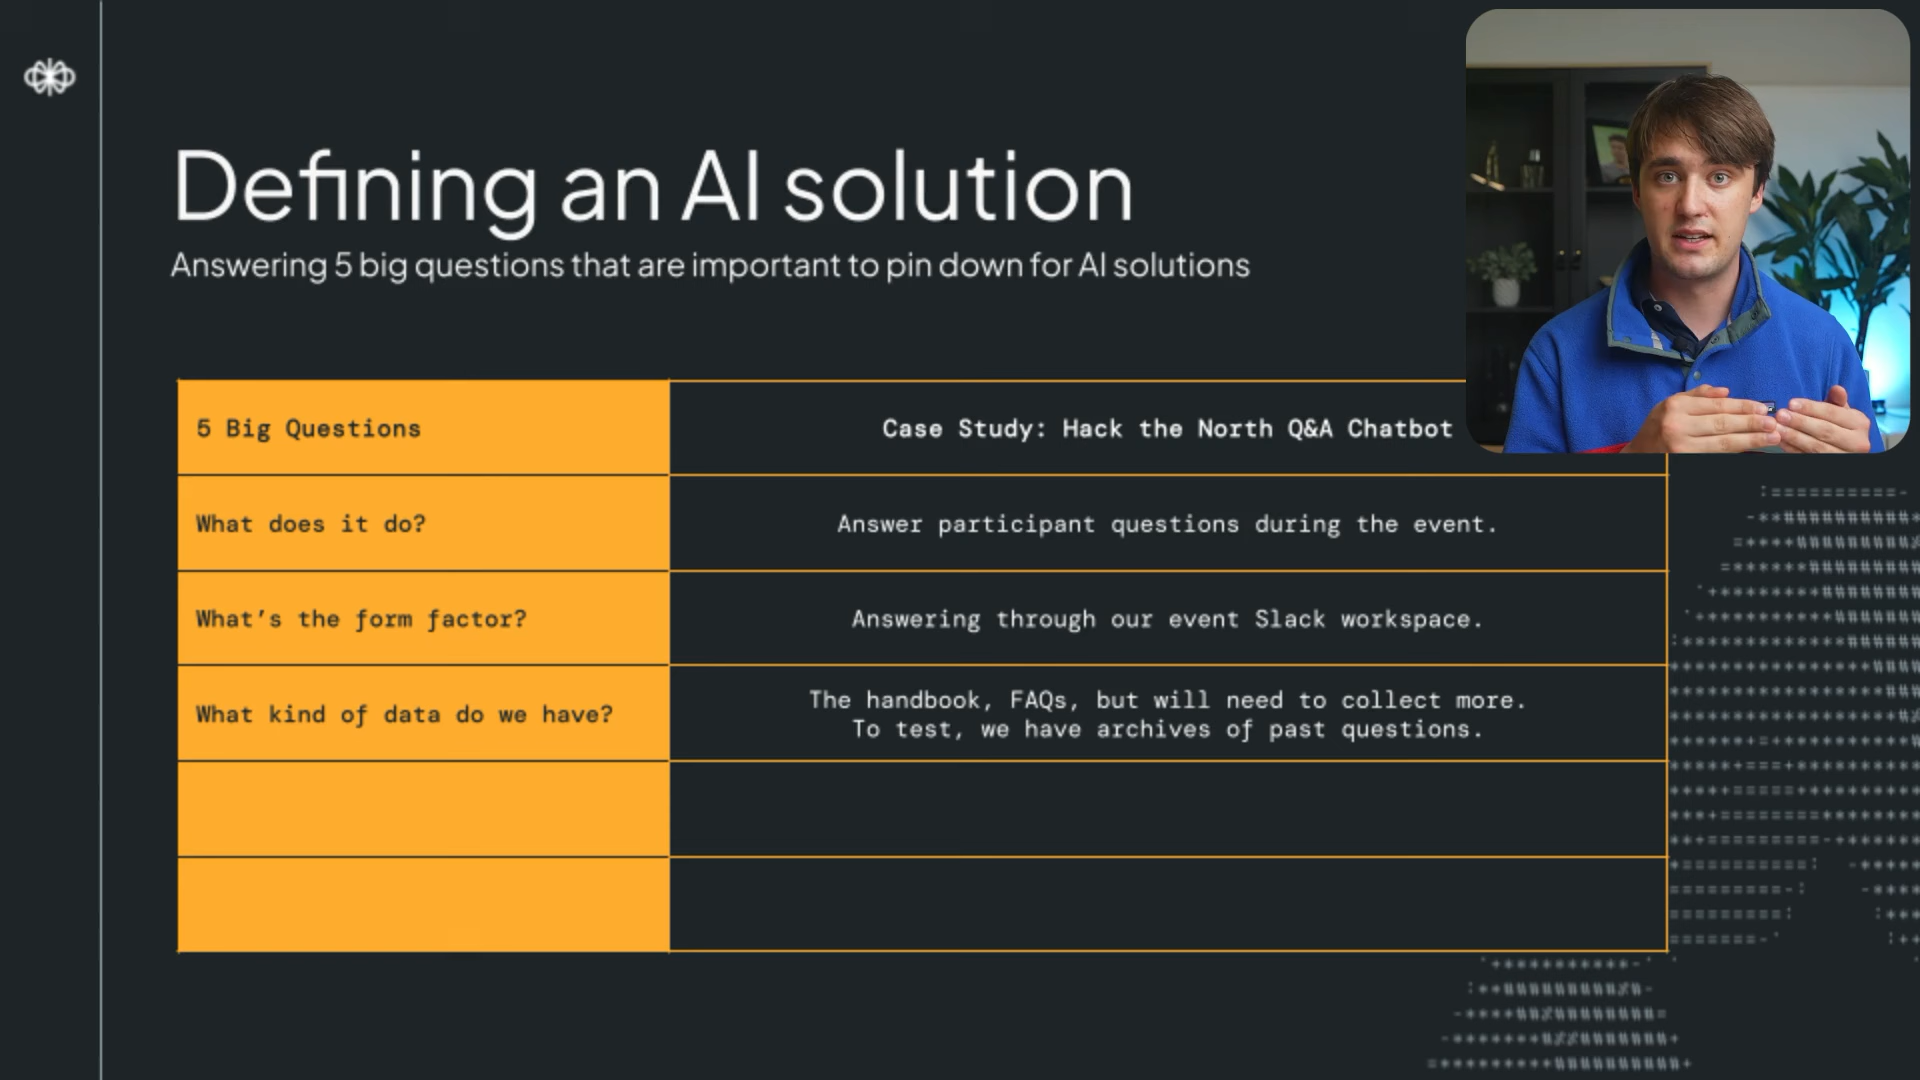 Defining an AI solution
Answering 5 big questions that are important to pin down for AI solutions
5 Big Questions
Case Study: Hack the North Q&A Chatbot
What does it do?
Answer participant questions during the event.
What's the form factor?
Answering through our event Slack workspace.
What kind of data do we have?
The handbook, FAQs, but will need to collect more.
To test, we have archives of past questions.